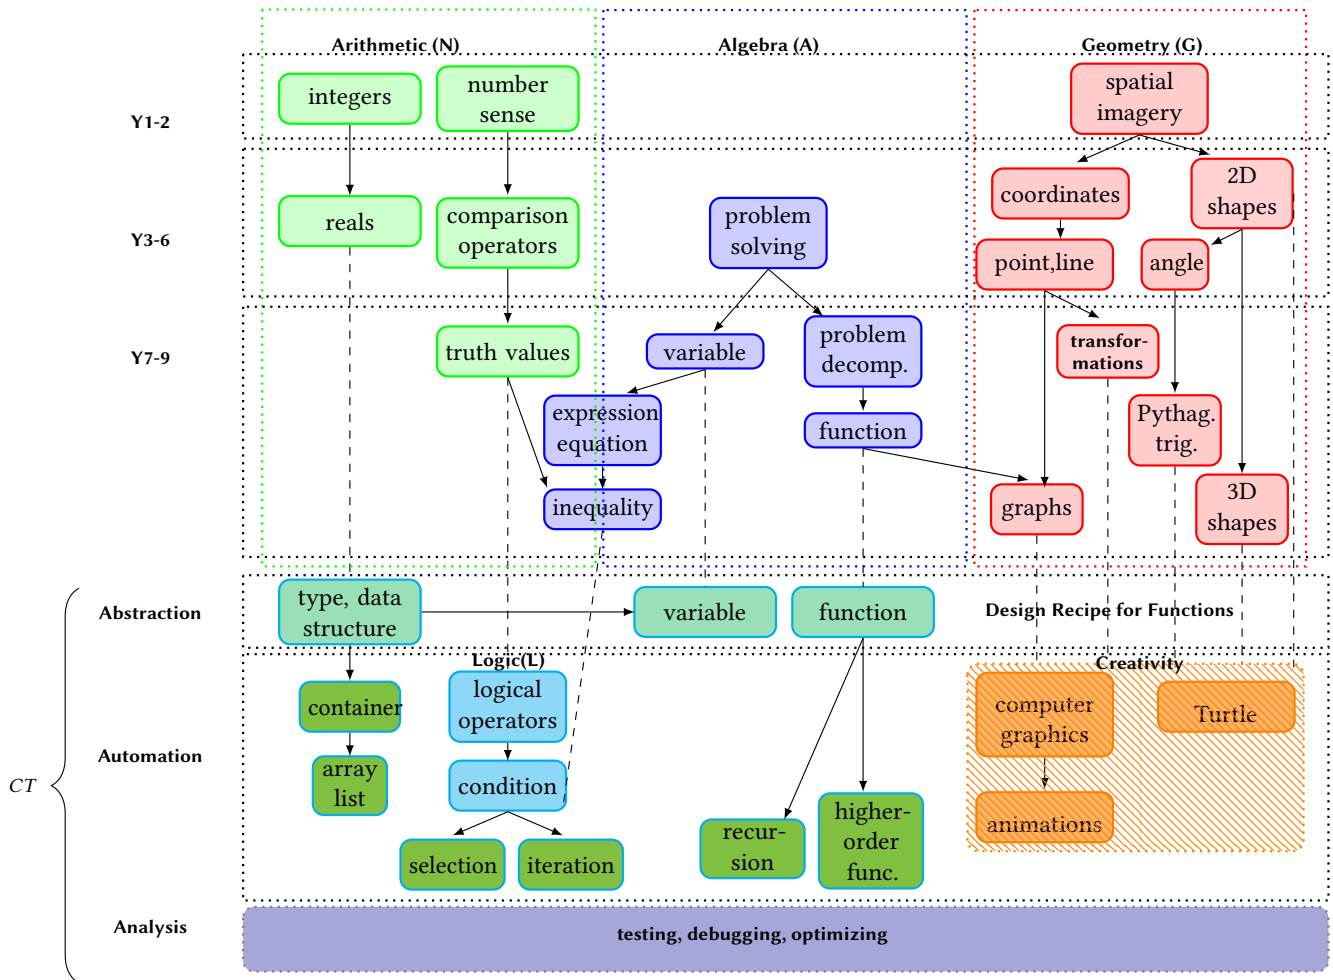 Arithmetic (N)
Algebra (A)
Geometry (G)
Y1-2
integers
number
sense
spatial
imagery
Y3-6
reals
comparison
operators
problem
solving
coordinates
2D
shapes
point,line
angle
Y7-9
truth values
variable
problem
decomp.
transfor-
mations
expression
equation
function
Pythag.
trig.
inequality
graphs
3D
shapes
CT
Abstraction
type, data
structure
variable
function
Design Recipe for Functions
Automation
Logic(L)
Creativity
container
logical
operators
computer
graphics
Turtle
array
list
condition
animations
selection
iteration
recur-
sion
higher-
order
func.
Analysis
testing, debugging, optimizing